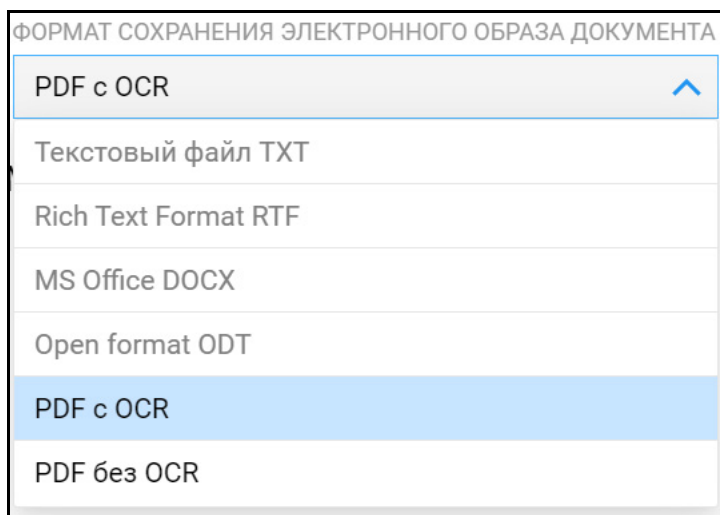 ФОРМАТ СОХРАНЕНИЯ ЭЛЕКТРОННОГО ОБРАЗА ДОКУМЕНТА
PDF с OCR
Текстовый файл TXT
Rich Text Format RTF
MS Office DOCX
Open format ODT
PDF с OCR
PDF без OCR